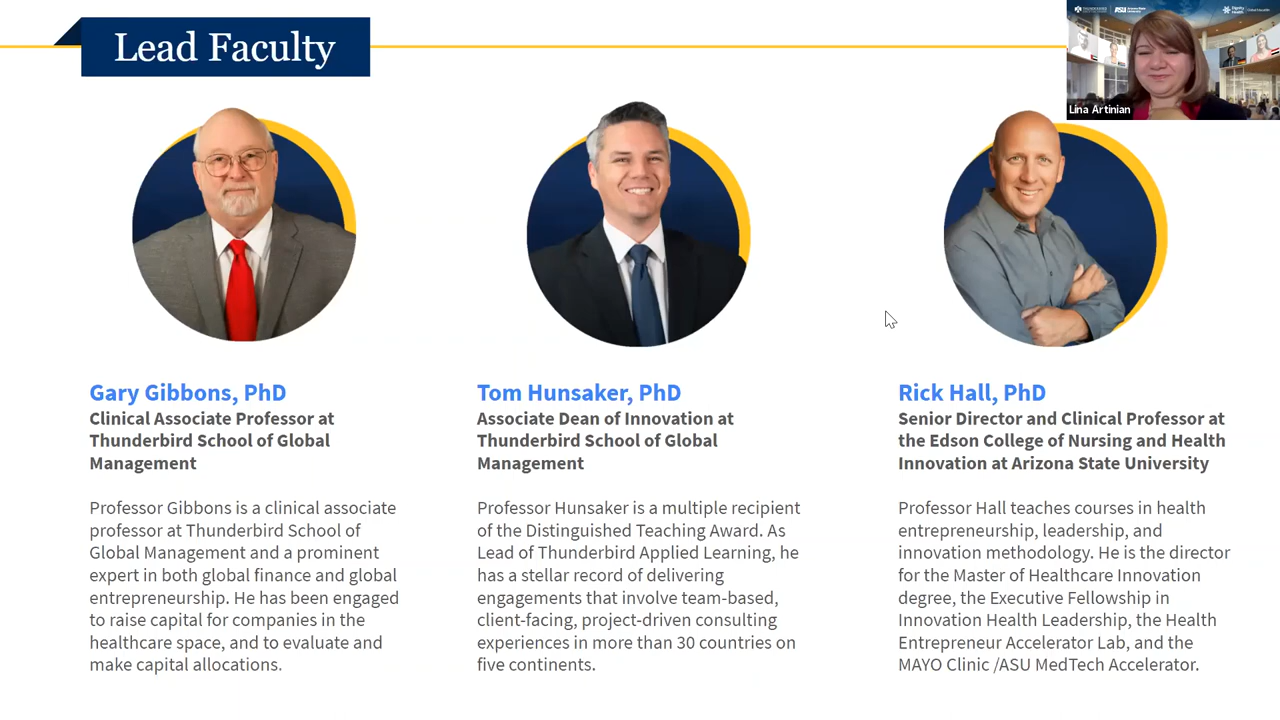 Lead Faculty
Lina Artinian
Gary Gibbons, PhD
Clinical Associate Professor at
Thunderbird School of Global
Management
Professor Gibbons is a clinical associate
professor at Thunderbird School of
Global Management and a prominent
expert in both global finance and global
entrepreneurship. He has been engaged
to raise capital for companies in the
healthcare space, and to evaluate and
make capital allocations.
Tom Hunsaker, PhD
Associate Dean of Innovation at
Thunderbird School of Global
Management
Professor Hunsaker is a multiple recipient
of the Distinguished Teaching Award. As
Lead of Thunderbird Applied Learning, he
has a stellar record of delivering
engagements that involve team-based,
client-facing, project-driven consulting
experiences in more than 30 countries on
five continents.
Rick Hall, PhD
Senior Director and Clinical Professor at
the Edson College of Nursing and Health
Innovation at Arizona State University
Professor Hall teaches courses in health
entrepreneurship, leadership, and
innovation methodology. He is the director
for the Master of Healthcare Innovation
degree, the Executive Fellowship in
Innovation Health Leadership, the Health
Entrepreneur Accelerator Lab, and the
MAYO Clinic /ASU MedTech Accelerator.